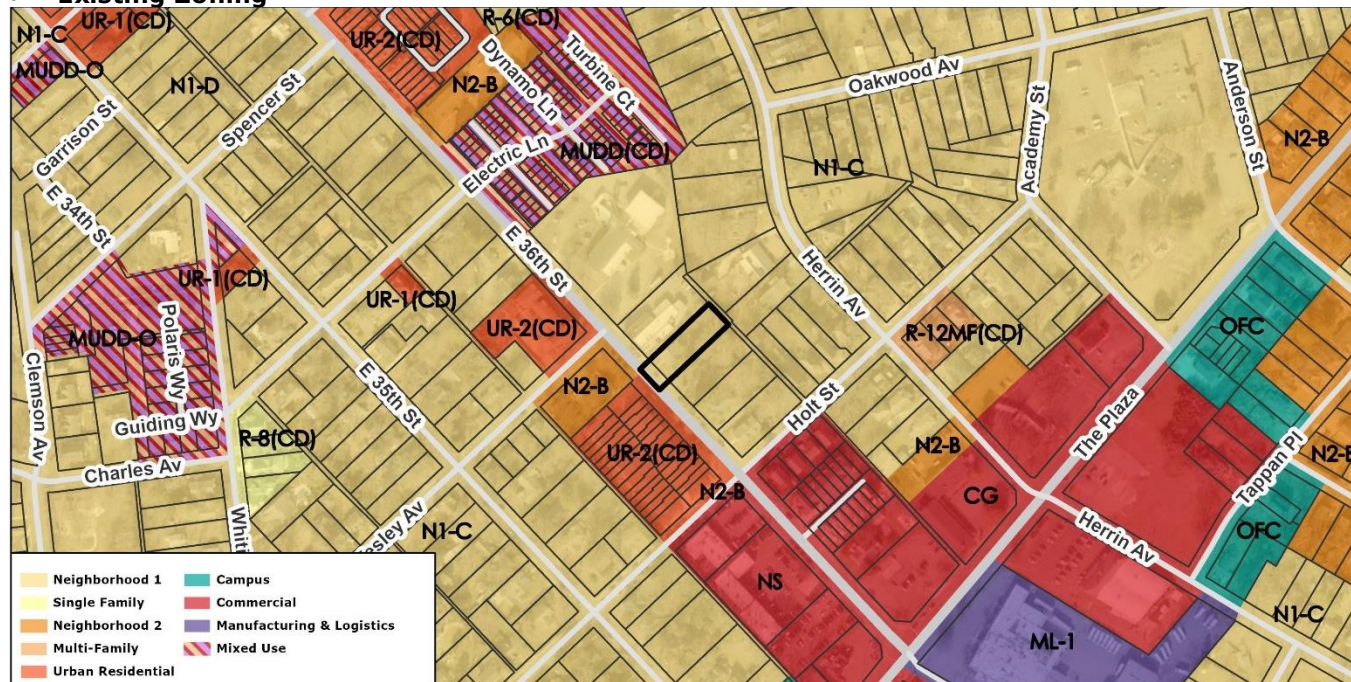 Existing Zoning
UR-1(CD)
N1-C
MUDD-O
N1-D
Spencer St
Garrison St
E 34th St
UR-2(CD)
R-6(CD)
N2-B
Dynamo Ln
Turbine Ct
Electric Ln
MUDD(CD)
E 36th St
Oakwood Av
Academy St
Anderson St
N2-B
N1-C
Herrin Av
UR-1(CD)
MUDD-O
Polaris Wy
Guiding Wy
Clemson Av
Charles Av
R-8(CD)
E 35th St
UR-1(CD)
UR-2(CD)
N2-B
UR-2(CD)
N2-B
N1-C
R-12MF(CD)
Holt St
N2-B
CG
The Plaza
OFC
Tappan Pl
N2-B
Herrin Av
OFC
NS
ML-1
N1-C
Neighborhood 1
Single Family
Neighborhood 2
Multi-Family
Urban Residential
Campus
Commercial
Manufacturing & Logistics
Mixed Use